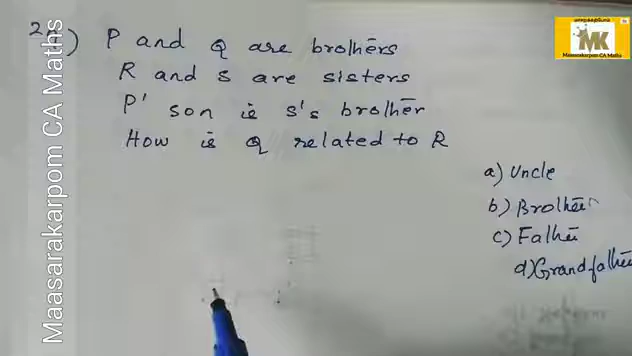 22) P and Q are brothers
R and S are sisters
P' son is S's brother
How is Q related to R
a) Uncle
b) Brother
c) Father
d) Grandfather
Maasarakarpom CA Maths
MK
Maasarakarpom CA Maths